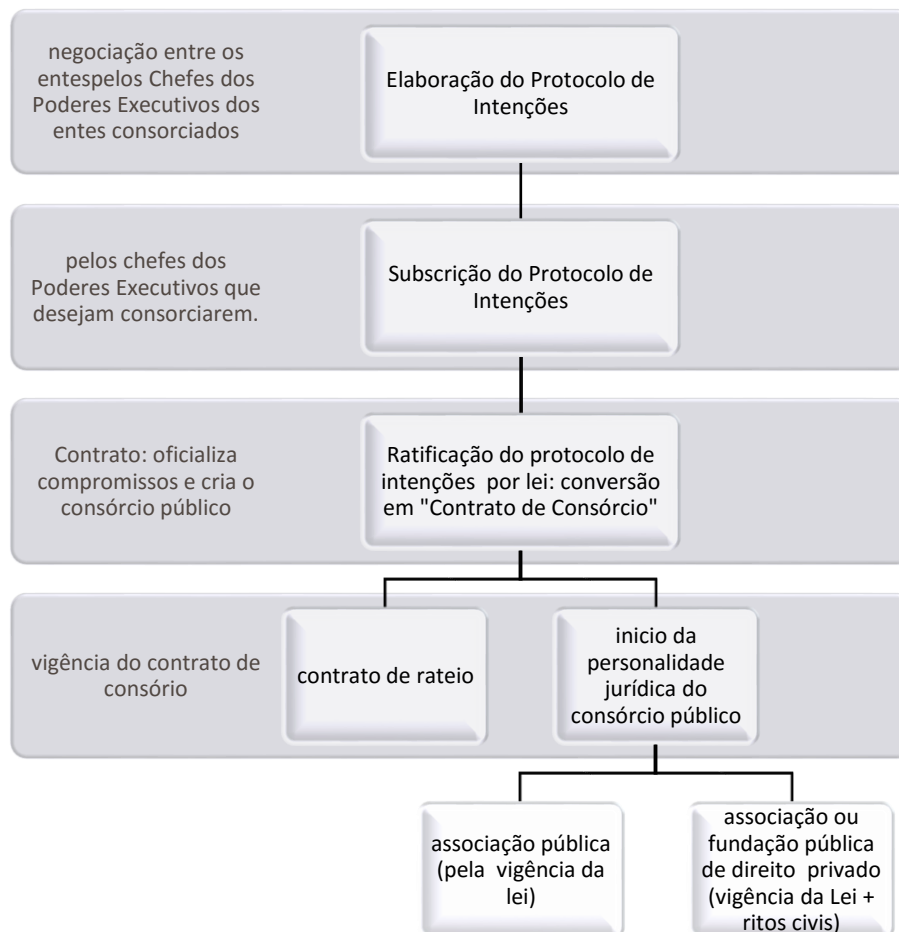 negociação entre os
entespelos Chefes dos
Poderes Executivos dos
entes consorciados
Elaboração do Protocolo de
Intenções
pelos chefes dos
Poderes Executivos que
desejam consorciarem.
Subscrição do Protocolo de
Intenções
Contrato: oficializa
compromissos e cria o
consórcio público
Ratificação do protocolo de
intenções por lei: conversão
em "Contrato de Consórcio"
vigência do contrato de
consório
contrato de rateio
inicio da
personalidade
jurídica do
consórcio público
associação pública
(pela vigência da
lei)
associação ou
fundação pública
de direito privado
(vigência da Lei +
ritos civis)